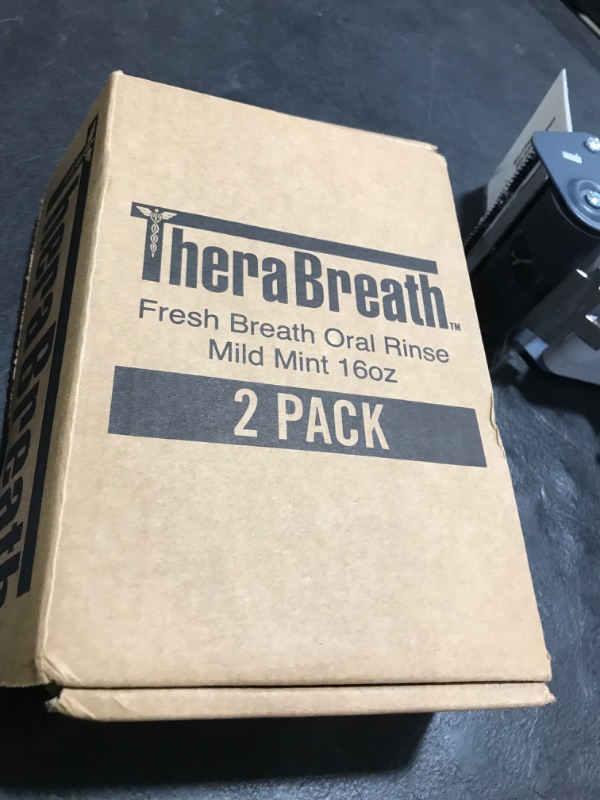 TheraBreath™
Fresh Breath Oral Rinse
Mild Mint 16oz
2 PACK
TheraBreath